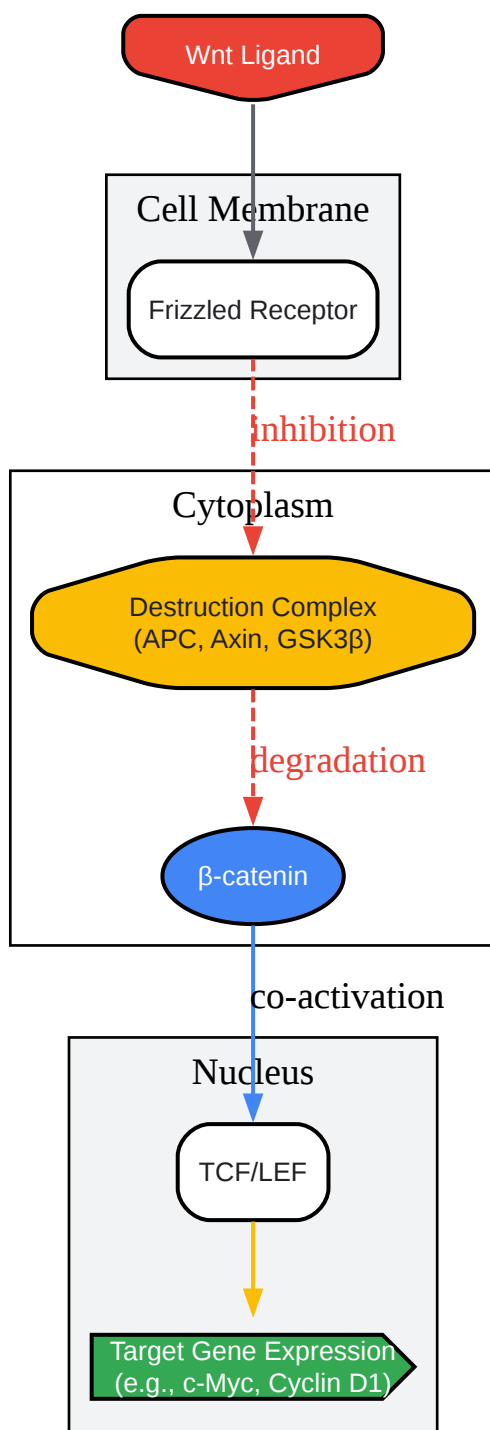 Wnt Ligand
Cell Membrane
Frizzled Receptor
inhibition
Cytoplasm
Destruction Complex
(APC, Axin, GSK3β)
degradation
β-catenin
co-activation
Nucleus
TCF/LEF
Target Gene Expression
(e.g., c-Myc, Cyclin D1)